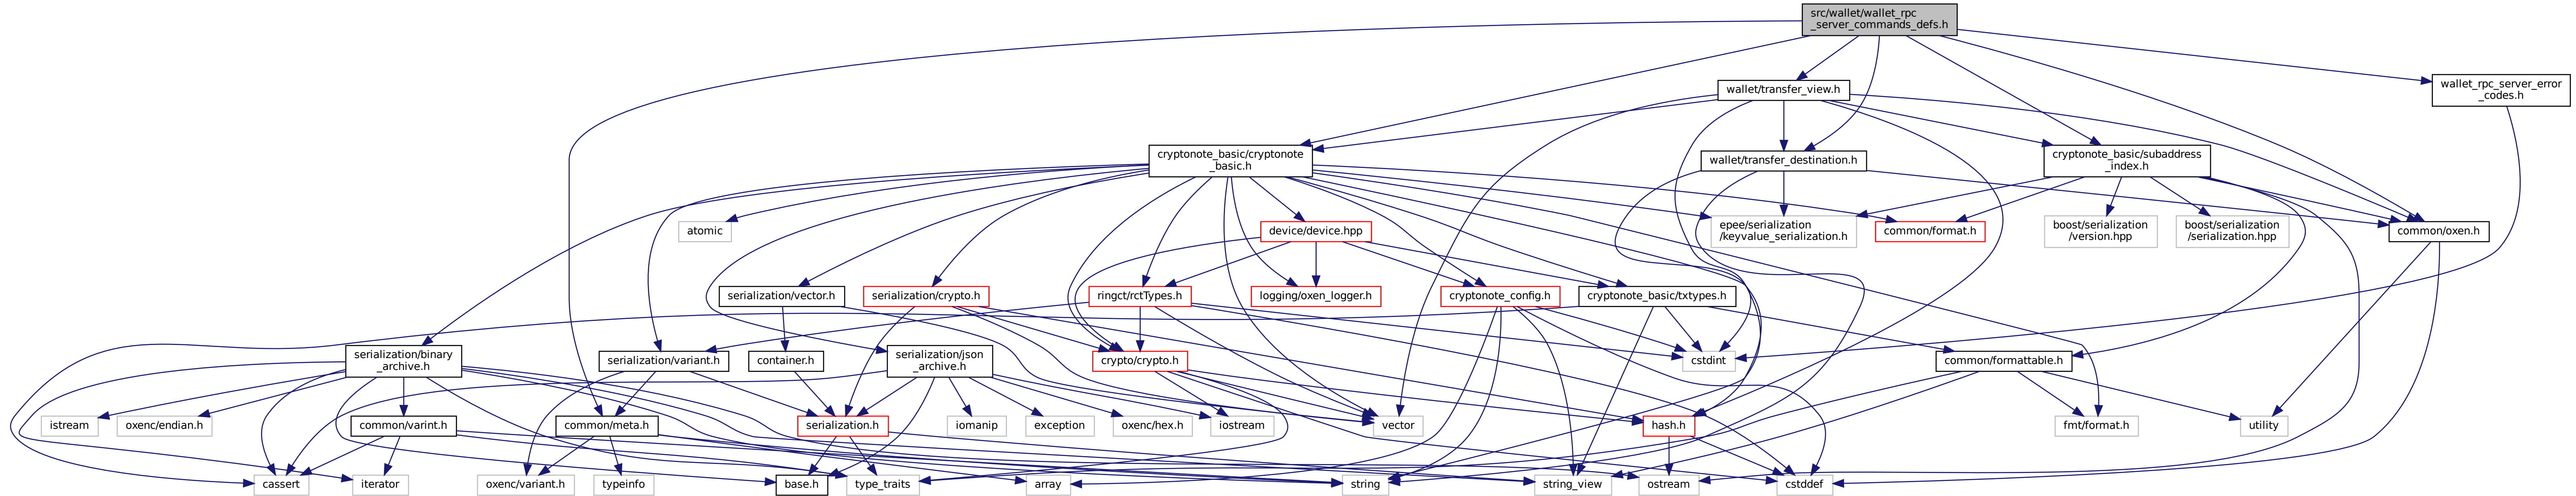 src/wallet/wallet_rpc
_server_commands_defs.h
wallet/transfer_view.h
wallet_rpc_server_error
_codes.h
cryptonote_basic/cryptonote
_basic.h
wallet/transfer_destination.h
cryptonote_basic/subaddress
_index.h
atomic
device/device.hpp
epee/serialization
/keyvalue_serialization.h
common/format.h
boost/serialization
/version.hpp
boost/serialization
/serialization.hpp
common/oxen.h
serialization/vector.h
serialization/crypto.h
ringct/rctTypes.h
logging/oxen_logger.h
cryptonote_config.h
cryptonote_basic/txtypes.h
serialization/binary
_archive.h
serialization/variant.h
container.h
serialization/json
_archive.h
crypto/crypto.h
cstdint
common/formattable.h
istream
oxenc/endian.h
common/varint.h
common/meta.h
serialization.h
iomanip
exception
oxenc/hex.h
iostream
vector
hash.h
fmt/format.h
utility
cassert
iterator
oxenc/variant.h
typeinfo
base.h
type_traits
array
string
string_view
ostream
cstddef